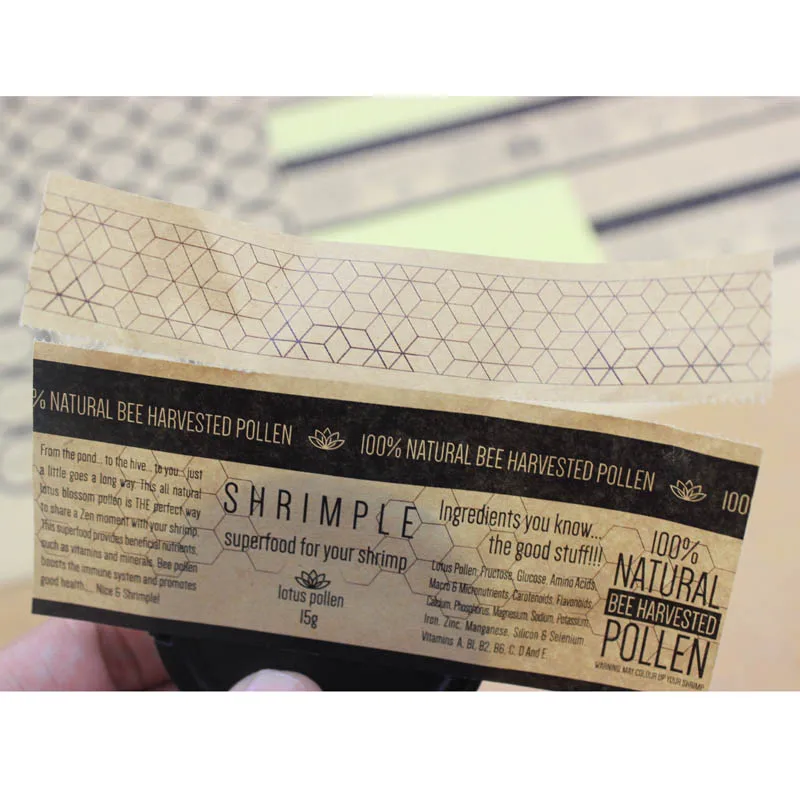 % NATURAL BEE HARVESTED POLLEN 100% NATURAL BEE HARVESTED POLLEN 100
From the pond... to the hive... to you... just
a little goes a long way. This all natural
lotus blossom pollen is THE perfect way
to share a Zen moment with your shrimp.
This superfood provides beneficial nutrients,
such as vitamins and minerals. Bee pollen
boosts the immune system and promotes
good health.... Nice & Shrimple!
SHRIMPLE
superfood for your shrimp
lotus pollen
15g
Ingredients you know...
the good stuff!!!
Lotus Pollen, Fructose, Glucose, Amino Acids,
Macro & Micronutrients, Carotenoids, Flavonoids,
Calcium, Phosphorus, Magnesium, Sodium, Potassium,
Iron, Zinc, Manganese, Silicon & Selenium,
Vitamins A, B1, B2, B6, C, D And E.
100%
NATURAL
BEE HARVESTED
POLLEN
WARNING: MAY COLOUR UP YOUR SHRIMP